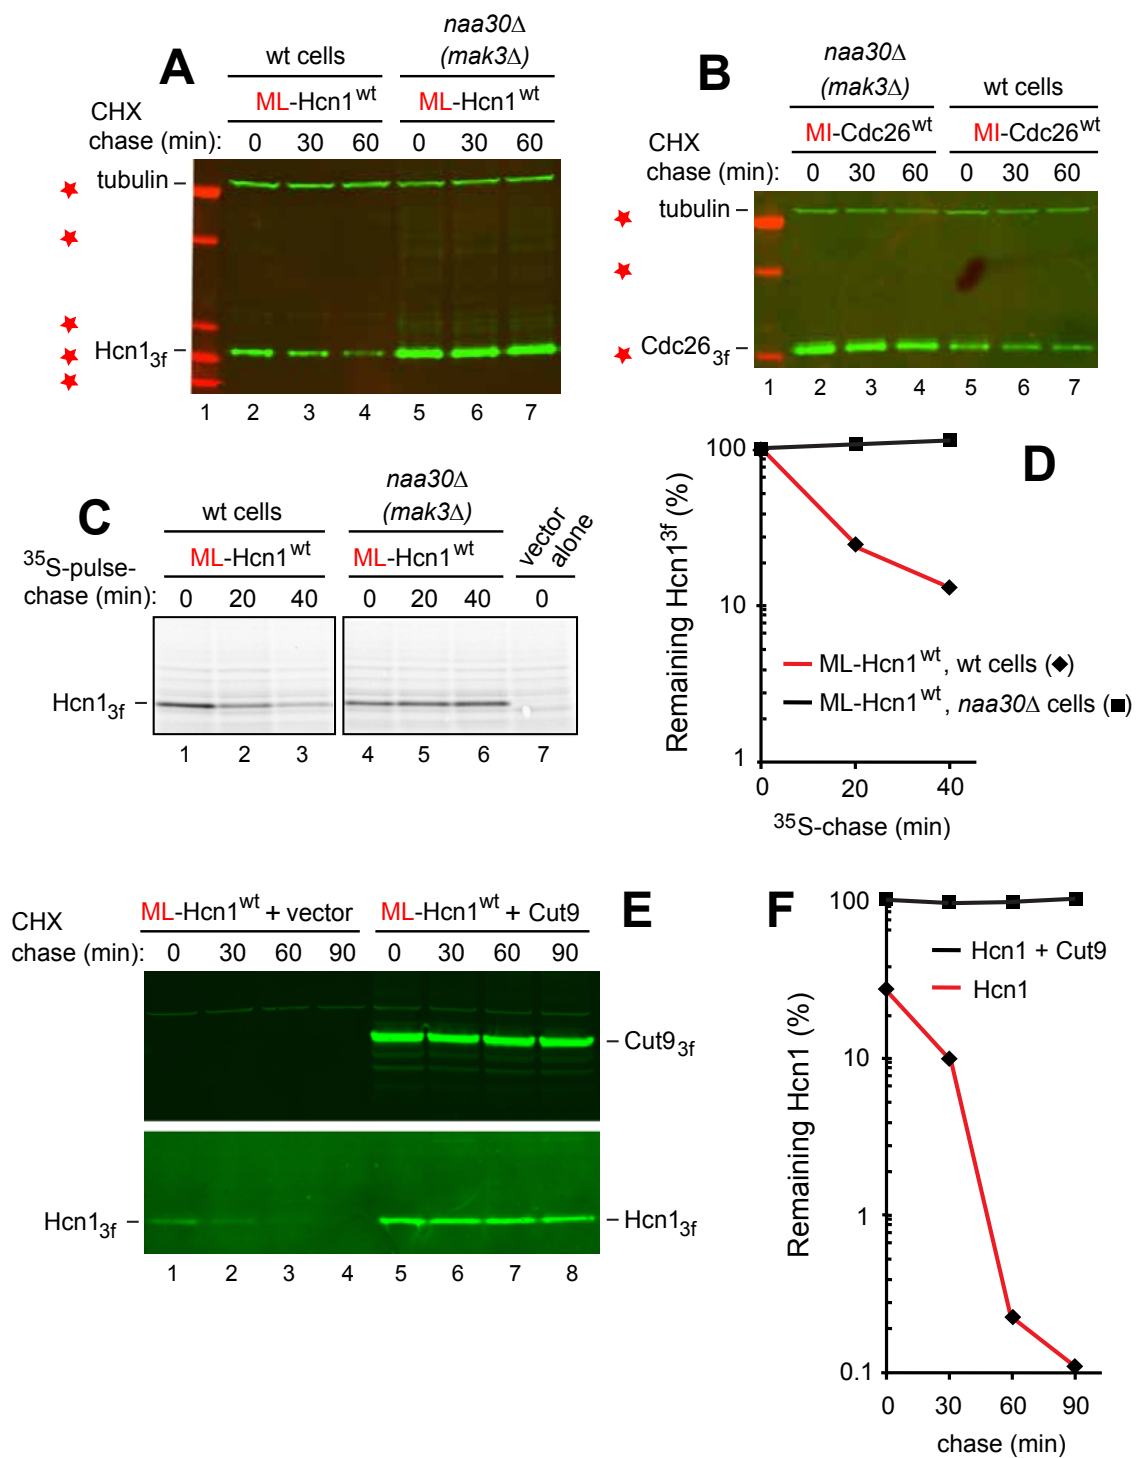 A
wt cells
naa30Δ
(mak3Δ)
ML-Hcn1wt
ML-Hcn1wt
CHX
chase (min):
0 30 60 0 30 60
tubulin
Hcn13f
1 2 3 4 5 6 7
B
naa30Δ
(mak3Δ)
wt cells
MI-Cdc26wt
MI-Cdc26wt
CHX
chase (min):
0 30 60 0 30 60
tubulin
Cdc263f
1 2 3 4 5 6 7
C
wt cells
naa30Δ
(mak3Δ)
vector
alone
ML-Hcn1wt
ML-Hcn1wt
35S-pulse-
chase (min):
0 20 40 0 20 40 0
Hcn13f
1 2 3 4 5 6 7
D
Remaining Hcn13f (%)
100
10
1
ML-Hcn1wt, wt cells (◆)
ML-Hcn1wt, naa30Δ cells (■)
0 20 40
35S-chase (min)
E
ML-Hcn1wt + vector
ML-Hcn1wt + Cut9
CHX
chase (min):
0 30 60 90 0 30 60 90
Cut93f
Hcn13f
Hcn13f
1 2 3 4 5 6 7 8
F
Remaining Hcn1 (%)
100
10
1
0.1
Hcn1 + Cut9
Hcn1
0 30 60 90
chase (min)